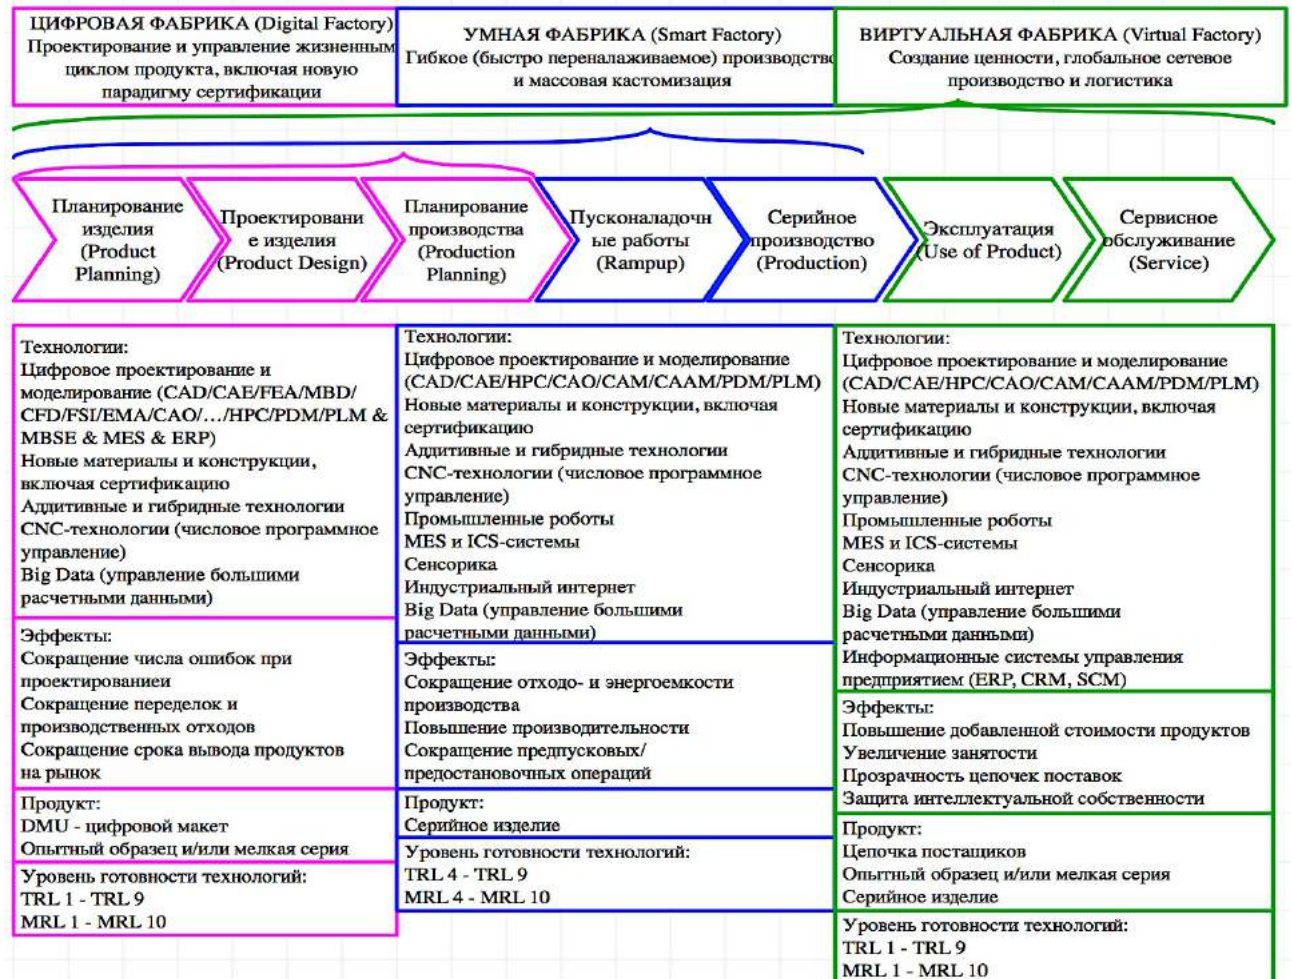 ЦИФРОВАЯ ФАБРИКА (Digital Factory)
Проектирование и управление жизненным
циклом продукта, включая новую
парадигму сертификации
УМНАЯ ФАБРИКА (Smart Factory)
Гибкое (быстро переналаживаемое) производство
и массовая кастомизация
ВИРТУАЛЬНАЯ ФАБРИКА (Virtual Factory)
Создание ценности, глобальное сетевое
производство и логистика
Планирование
изделия
(Product
Planning)
Проектировани
е изделия
(Product Design)
Планирование
производства
(Production
Planning)
Пусконаладочн
ые работы
(Rampup)
Серийное
производство
(Production)
Эксплуатация
(Use of Product)
Сервисное
обслуживание
(Service)
Технологии:
Цифровое проектирование и
моделирование (CAD/CAE/FEA/MBD/
CFD/FSI/EMA/CAO/…/HPC/PDM/PLM &
MBSE & MES & ERP)
Новые материалы и конструкции,
включая сертификацию
Аддитивные и гибридные технологии
CNC-технологии (числовое программное
управление)
Big Data (управление большими
расчетными данными)
Эффекты:
Сокращение числа ошибок при
проектированиеи
Сокращение переделок и
производственных отходов
Сокращение срока вывода продуктов
на рынок
Продукт:
DMU - цифровой макет
Опытный образец и/или мелкая серия
Уровень готовности технологий:
TRL 1 - TRL 9
MRL 1 - MRL 10
Технологии:
Цифровое проектирование и моделирование
(CAD/CAE/HPC/CAO/CAM/CAAM/PDM/PLM)
Новые материалы и конструкции, включая
сертификацию
Аддитивные и гибридные технологии
CNC-технологии (числовое программное
управление)
Промышленные роботы
MES и ICS-системы
Сенсорика
Индустриальный интернет
Big Data (управление большими
расчетными данными)
Эффекты:
Сокращение отходо- и энергоемкости
производства
Повышение производительности
Сокращение предпусковых/
предостановочных операций
Продукт:
Серийное изделие
Уровень готовности технологий:
TRL 4 - TRL 9
MRL 4 - MRL 10
Технологии:
Цифровое проектирование и моделирование
(CAD/CAE/HPC/CAO/CAM/CAAM/PDM/PLM)
Новые материалы и конструкции, включая
сертификацию
Аддитивные и гибридные технологии
CNC-технологии (числовое программное
управление)
Промышленные роботы
MES и ICS-системы
Сенсорика
Индустриальный интернет
Big Data (управление большими
расчетными данными)
Информационные системы управления
предприятием (ERP, CRM, SCM)
Эффекты:
Повышение добавленной стоимости продуктов
Увеличение занятости
Прозрачность цепочек поставок
Защита интеллектуальной собственности
Продукт:
Цепочка постащиков
Опытный образец и/или мелкая серия
Серийное изделие
Уровень готовности технологий:
TRL 1 - TRL 9
MRL 1 - MRL 10